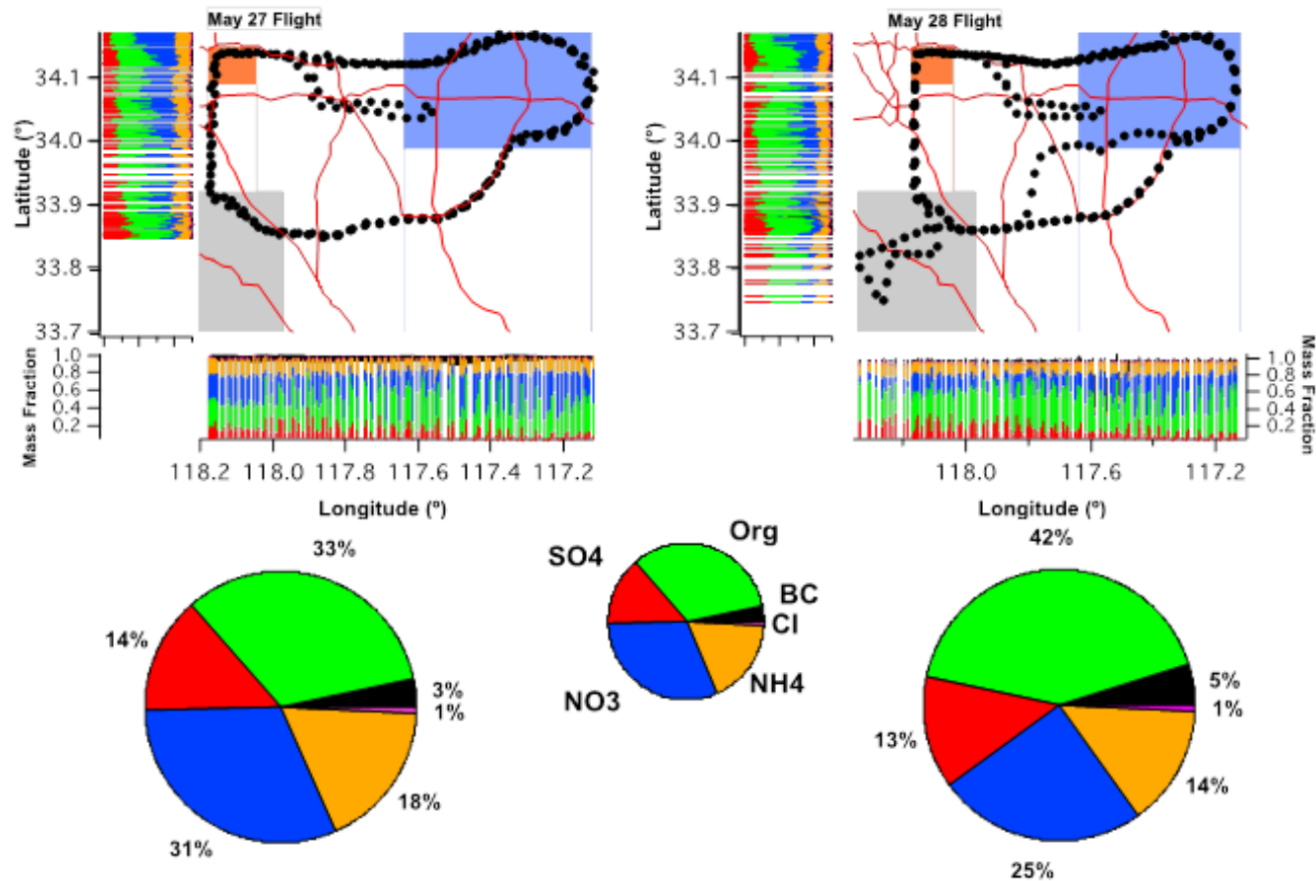 May 27 Flight
May 28 Flight
Latitude (°)
34.1
34.0
33.9
33.8
33.7
Latitude (°)
34.1
34.0
33.9
33.8
33.7
Mass Fraction
1.0
0.8
0.6
0.4
0.2
1.0
0.8
0.6
0.4
0.2
Mass Fraction
118.2 118.0 117.8 117.6 117.4 117.2
118.0 117.6 117.2
Longitude (º)
Longitude (º)
33%
14%
3%
1%
18%
31%
Org
SO4
BC
Cl
NH4
NO3
42%
5%
1%
13%
14%
25%